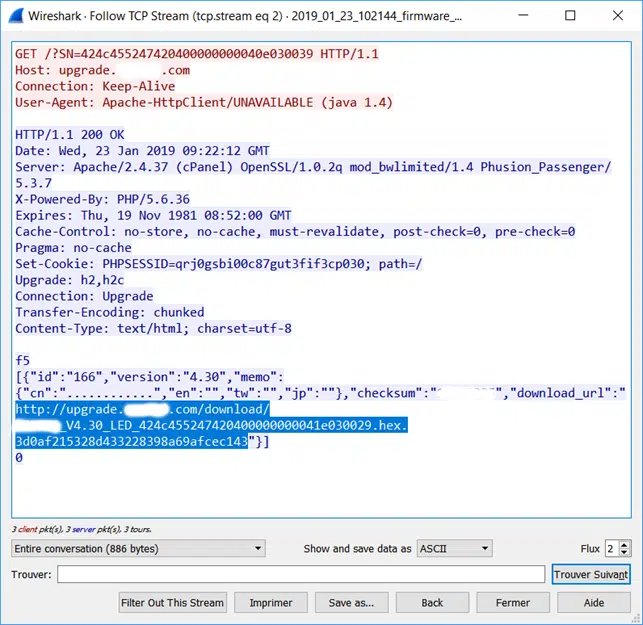 Wireshark · Follow TCP Stream (tcp.stream eq 2) · 2019_01_23_102144_firmware_...
GET /?SN=424c455247420400000000040e030039 HTTP/1.1
Host: upgrade. .com
Connection: Keep-Alive
User-Agent: Apache-HttpClient/UNAVAILABLE (java 1.4)
HTTP/1.1 200 OK
Date: Wed, 23 Jan 2019 09:22:12 GMT
Server: Apache/2.4.37 (cPanel) OpenSSL/1.0.2q mod_bwlimited/1.4 Phusion_Passenger/
5.3.7
X-Powered-By: PHP/5.6.36
Expires: Thu, 19 Nov 1981 08:52:00 GMT
Cache-Control: no-store, no-cache, must-revalidate, post-check=0, pre-check=0
Pragma: no-cache
Set-Cookie: PHPSESSID=qrj0gsbi00c87gut3fif3cp030; path=/
Upgrade: h2,h2c
Connection: Upgrade
Transfer-Encoding: chunked
Content-Type: text/html; charset=utf-8
f5
[{"id":"166","version":"4.30","memo":
{"cn":"............","en":"","tw":"","jp":""},"checksum":" ","download_url":"
http://upgrade. .com/download/
_V4.30_LED_424c455247420400000000041e030029.hex.
3d0af215328d433228398a69afcec143"}]
0
3 client pkt(s), 3 server pkt(s), 3 tours.
Entire conversation (886 bytes) Show and save data as ASCII Flux 2
Trouver: Trouver Suivant
Filter Out This Stream Imprimer Save as... Back Fermer Aide